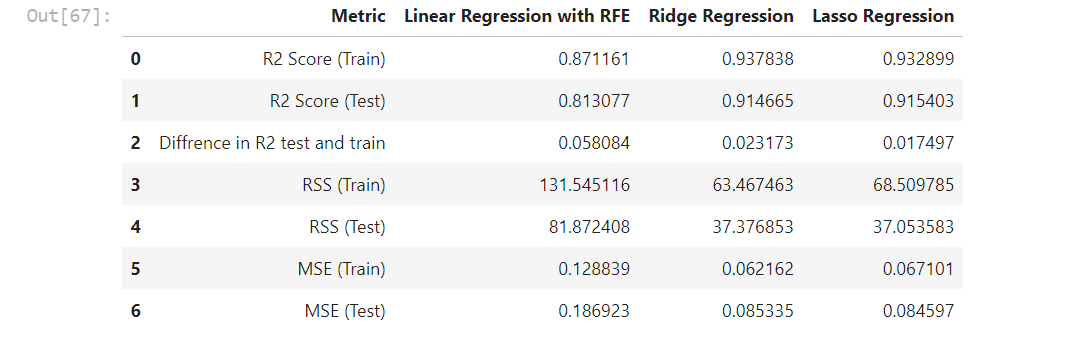 Out[67]:
Metric Linear Regression with RFE Ridge Regression Lasso Regression
0 R2 Score (Train) 0.871161 0.937838 0.932899
1 R2 Score (Test) 0.813077 0.914665 0.915403
2 Diffrence in R2 test and train 0.058084 0.023173 0.017497
3 RSS (Train) 131.545116 63.467463 68.509785
4 RSS (Test) 81.872408 37.376853 37.053583
5 MSE (Train) 0.128839 0.062162 0.067101
6 MSE (Test) 0.186923 0.085335 0.084597